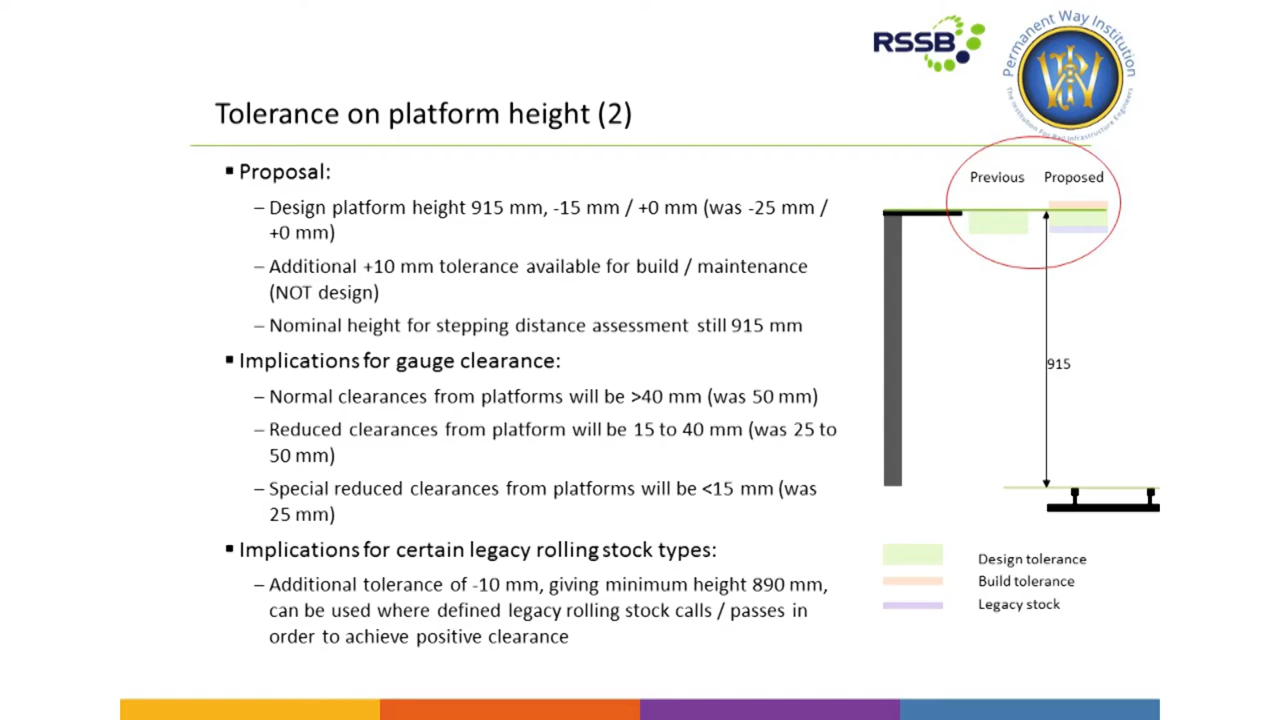 RSSB
Permanent Way Institution
The Institution For Rail Infrastructure Engineers
Tolerance on platform height (2)
▪ Proposal:
– Design platform height 915 mm, -15 mm / +0 mm (was -25 mm /
+0 mm)
– Additional +10 mm tolerance available for build / maintenance
(NOT design)
– Nominal height for stepping distance assessment still 915 mm
▪ Implications for gauge clearance:
– Normal clearances from platforms will be >40 mm (was 50 mm)
– Reduced clearances from platform will be 15 to 40 mm (was 25 to
50 mm)
– Special reduced clearances from platforms will be <15 mm (was
25 mm)
▪ Implications for certain legacy rolling stock types:
– Additional tolerance of -10 mm, giving minimum height 890 mm,
can be used where defined legacy rolling stock calls / passes in
order to achieve positive clearance
Previous Proposed
915
Design tolerance
Build tolerance
Legacy stock